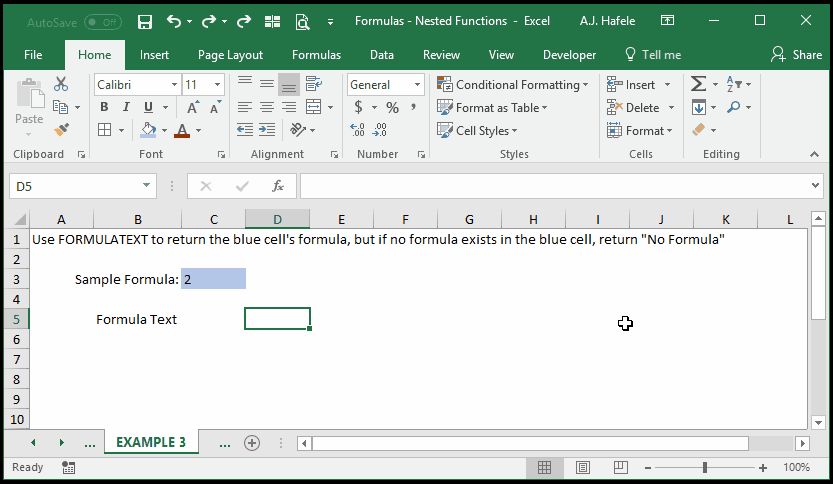 AutoSave Off Formulas - Nested Functions - Excel A.J. Hafele
File Home Insert Page Layout Formulas Data Review View Developer Tell me Share
Paste Calibri 11 General Conditional Formatting Insert
B I U A A $ % , Format as Table Delete
A ab Cell Styles Format
Clipboard Font Alignment Number Styles Cells Editing
D5 fx
A B C D E F G H I J K L
1 Use FORMULATEXT to return the blue cell's formula, but if no formula exists in the blue cell, return "No Formula"
2
3 Sample Formula: 2
4
5 Formula Text
6
7
8
9
10
... EXAMPLE 3 ...
Ready 100%